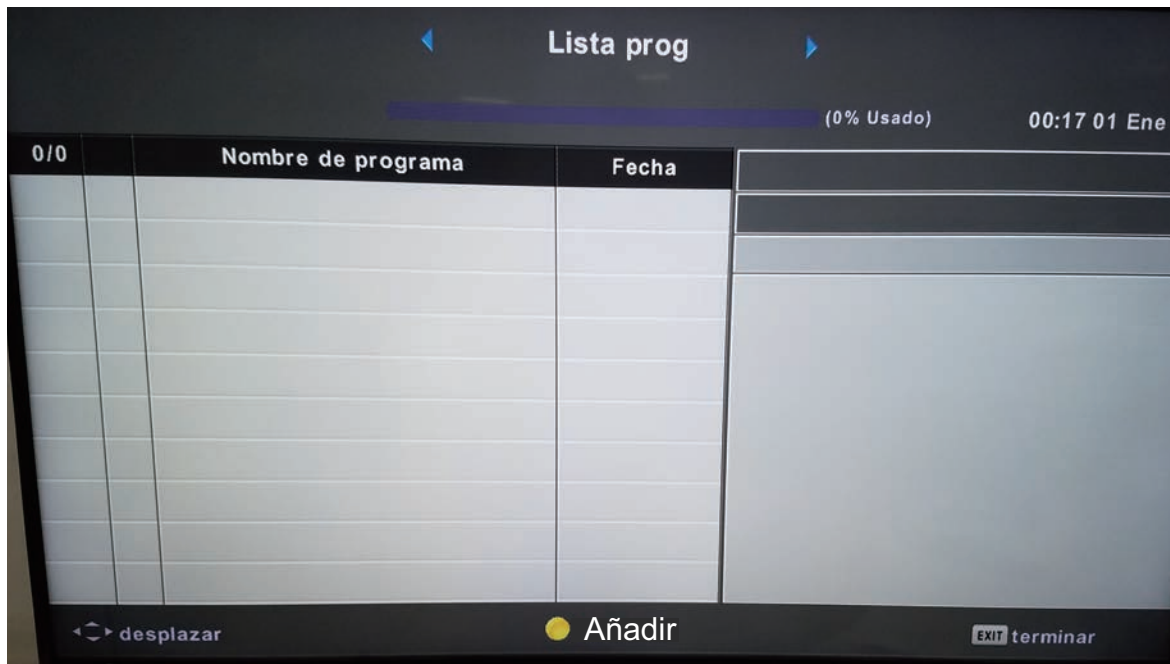 Lista prog
(0% Usado) 00:17 01 Ene
0/0 Nombre de programa Fecha
desplazar Añadir EXIT terminar